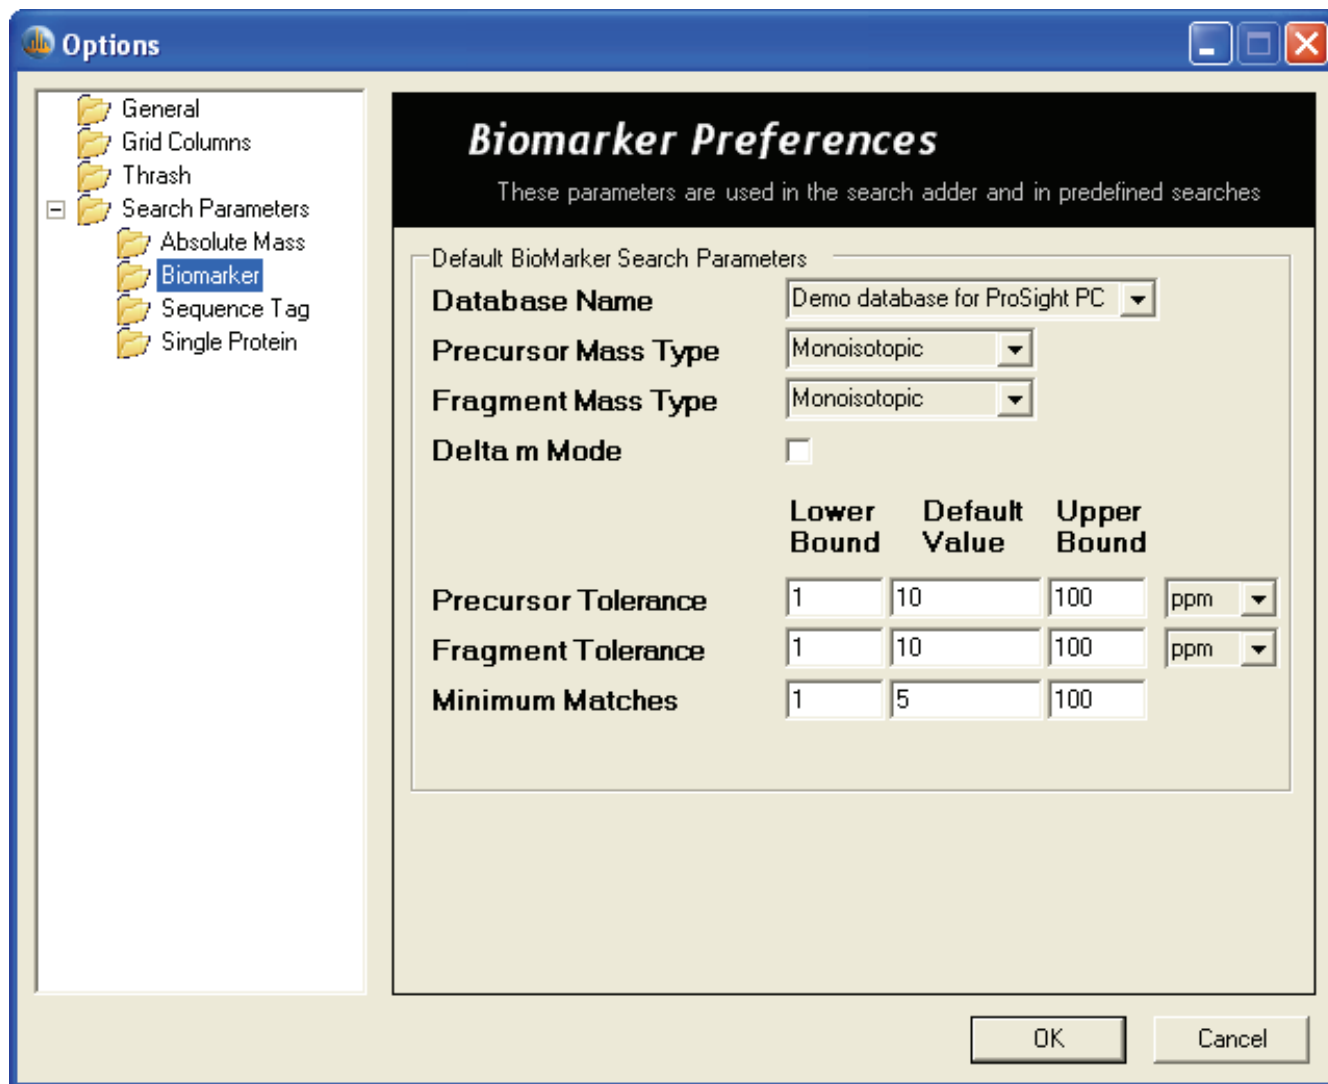 Options
General
Grid Columns
Thrash
Search Parameters
Absolute Mass
Biomarker
Sequence Tag
Single Protein
Biomarker Preferences
These parameters are used in the search adder and in predefined searches
Default BioMarker Search Parameters
Database Name Demo database for ProSight PC
Precursor Mass Type Monoisotopic
Fragment Mass Type Monoisotopic
Delta m Mode
Lower Default Upper
Bound Value Bound
Precursor Tolerance 1 10 100 ppm
Fragment Tolerance 1 10 100 ppm
Minimum Matches 1 5 100
OK Cancel